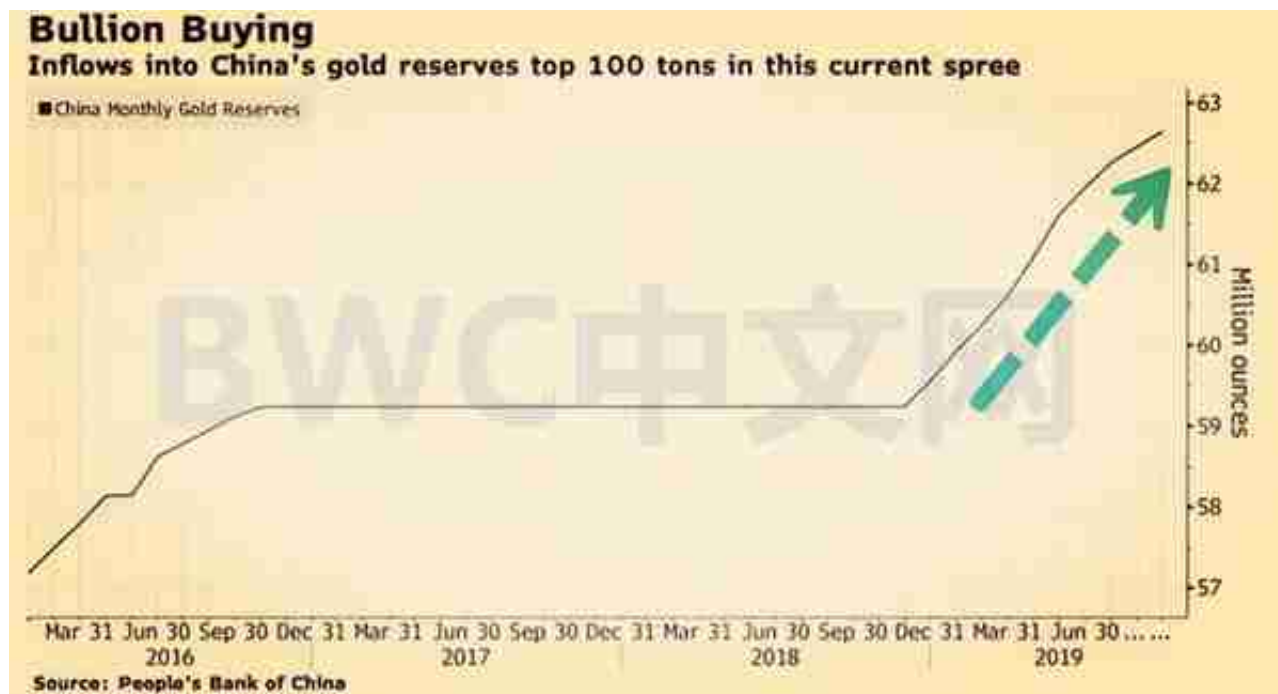 Bullion Buying
Inflows into China's gold reserves top 100 tons in this current spree
China Monthly Gold Reserves
63
62
61
60
59
58
57
Million ounces
BWC中文网
Mar 31 Jun 30 Sep 30 Dec 31 Mar 31 Jun 30 Sep 30 Dec 31 Mar 31 Jun 30 Sep 30 Dec 31 Mar 31 Jun 30 ... ...
2016 2017 2018 2019
Source: People's Bank of China